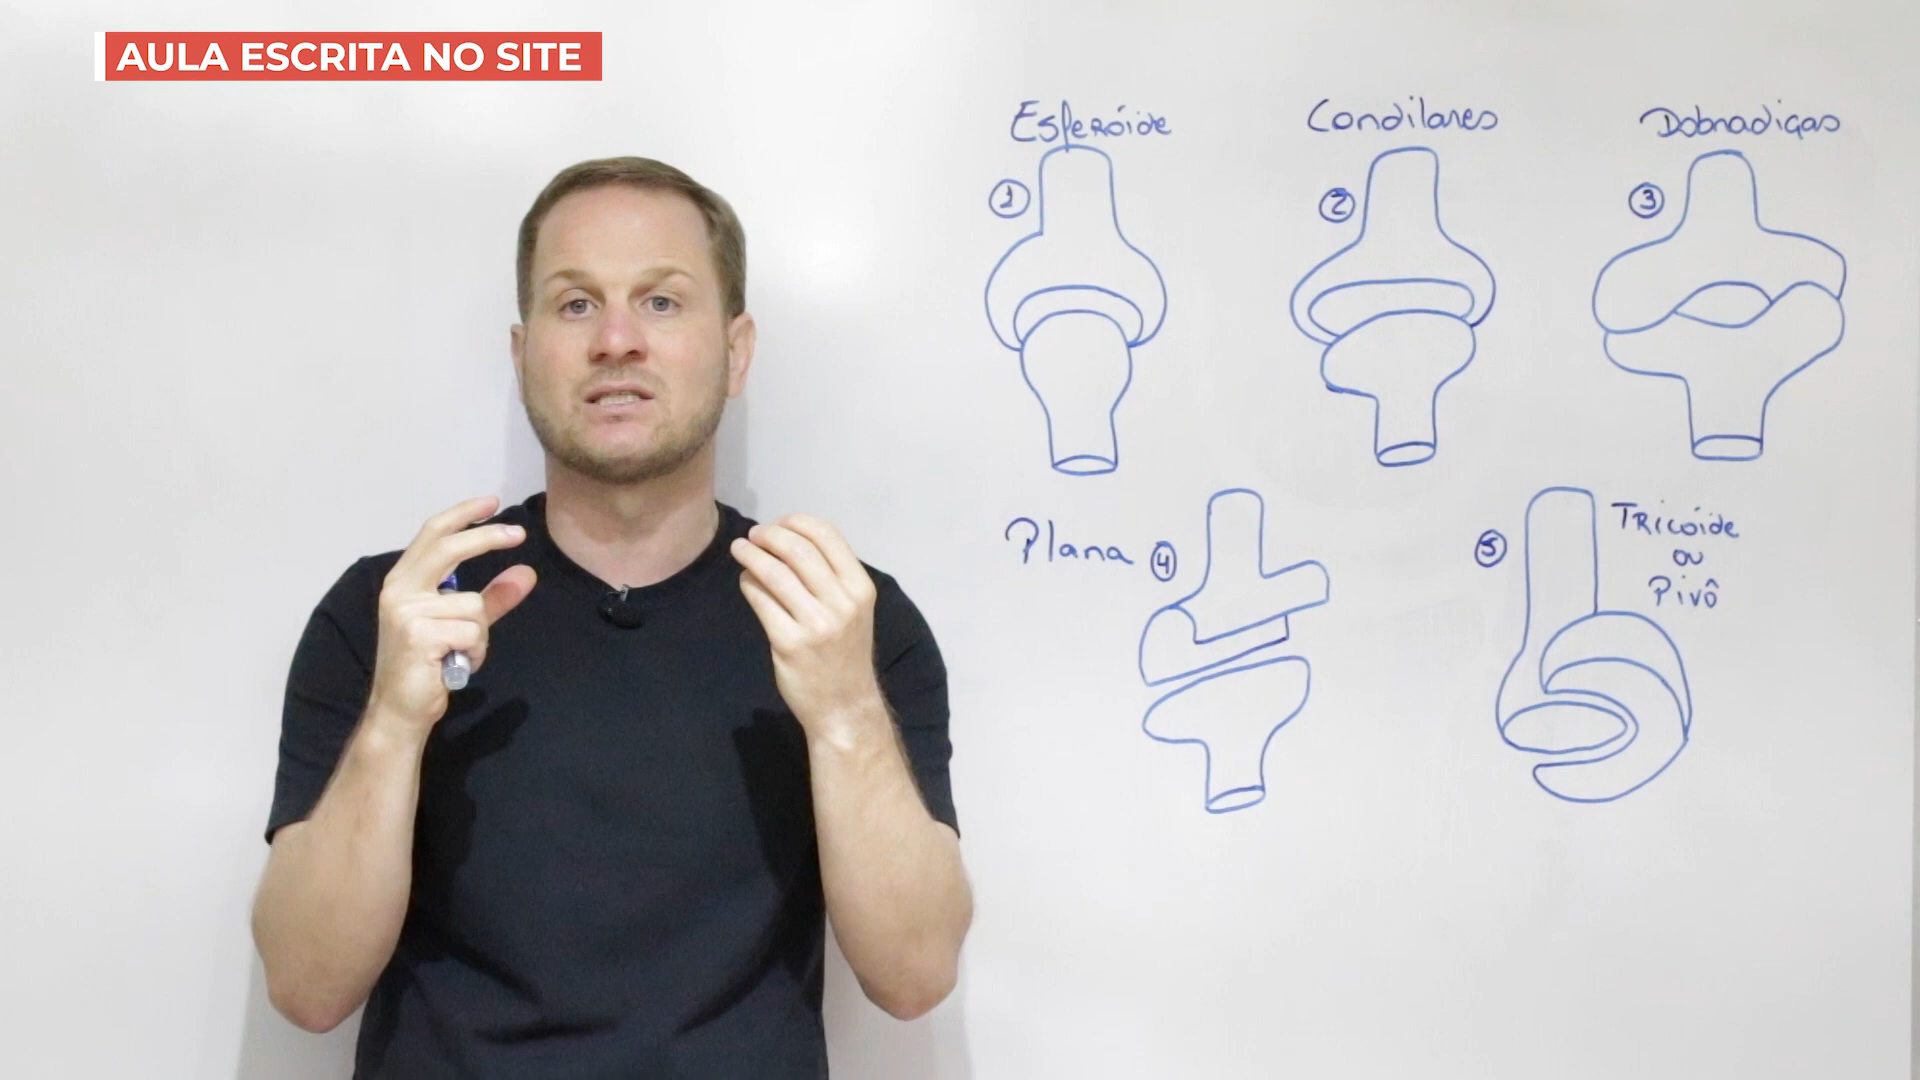 AULA ESCRITA NO SITE
Esferóide
Condilares
Dobradiças
1
2
3
Plana
4
5
Tricóide
ou
Pivô